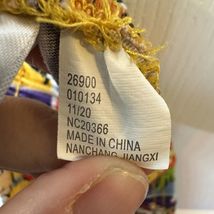 26900
010134
11/20
NC20366
MADE IN CHINA
NANCHANG JIANGXI